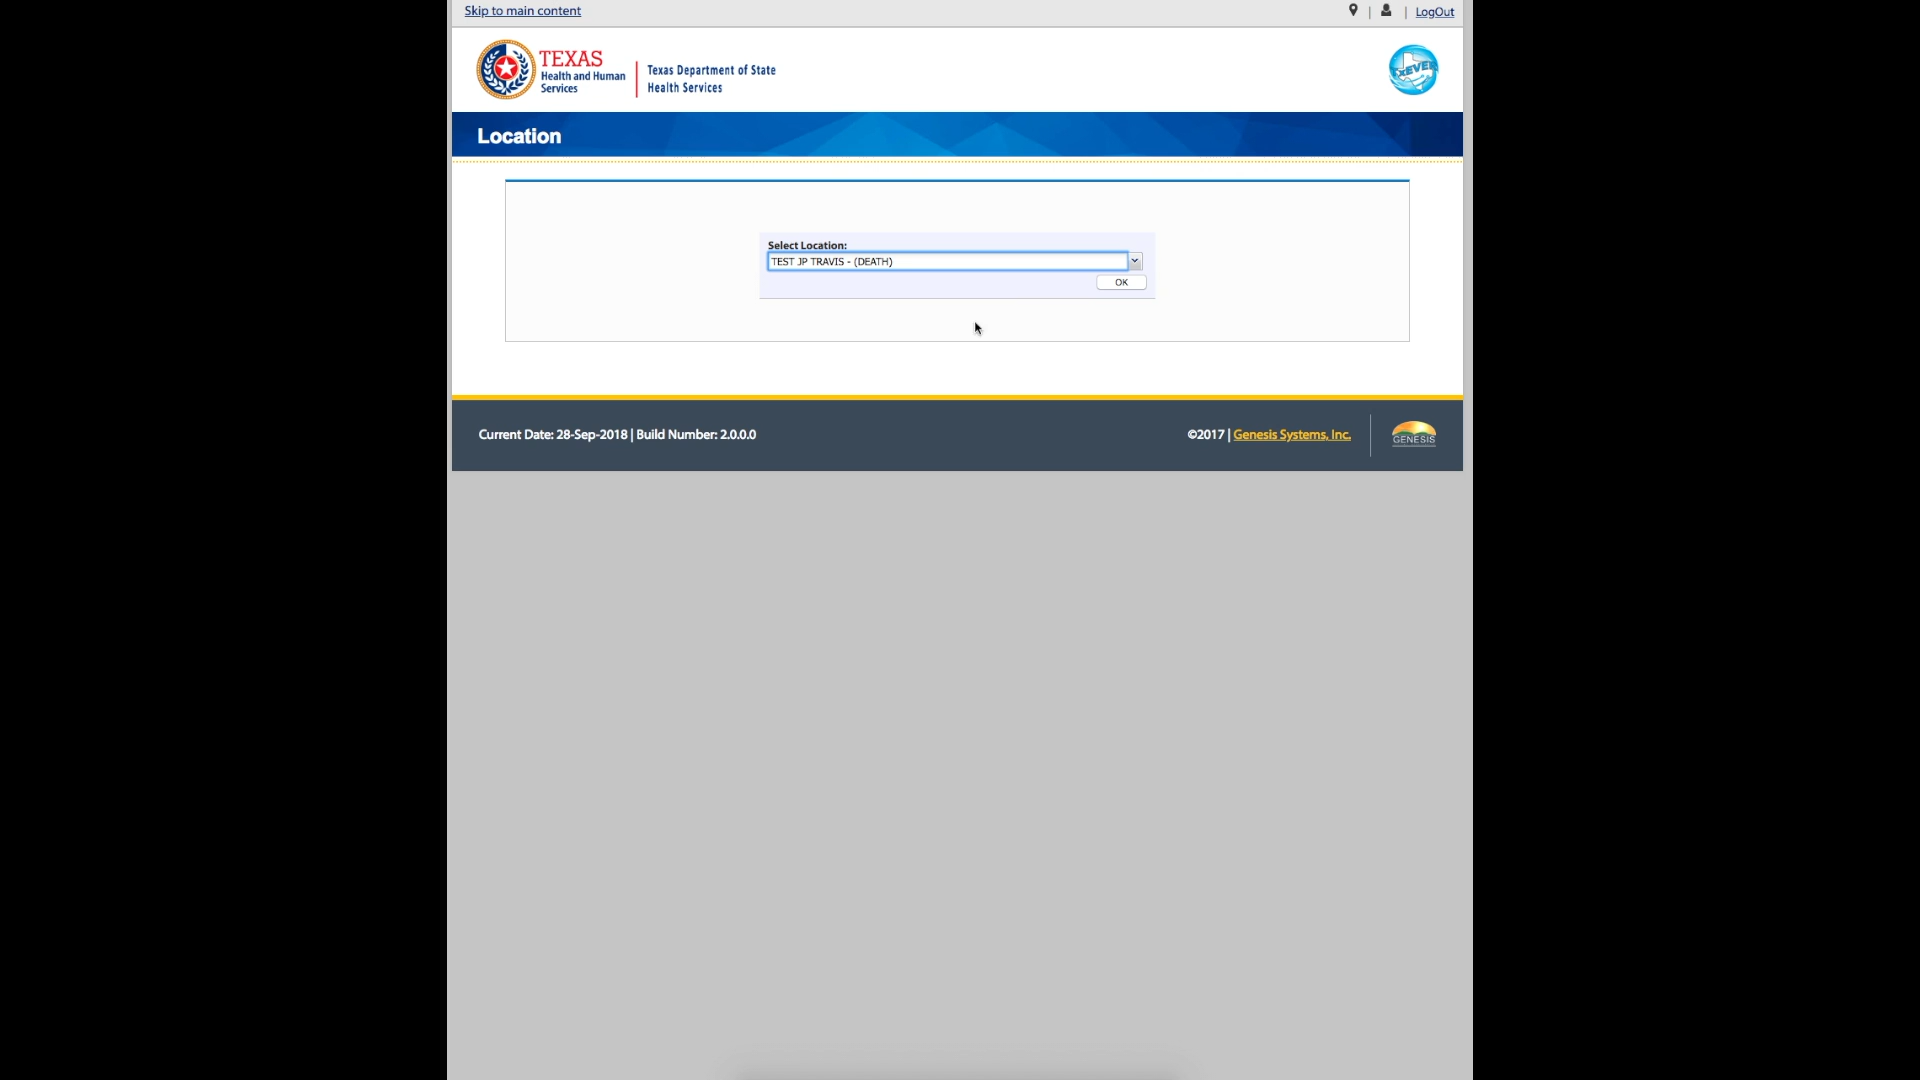 Skip to main content
| | LogOut
TEXAS
Health and Human
Services
Texas Department of State
Health Services
TxEVER
Location
Select Location:
TEST JP TRAVIS - (DEATH)
OK
Current Date: 28-Sep-2018 | Build Number: 2.0.0.0
©2017 | Genesis Systems, Inc.
GENESIS